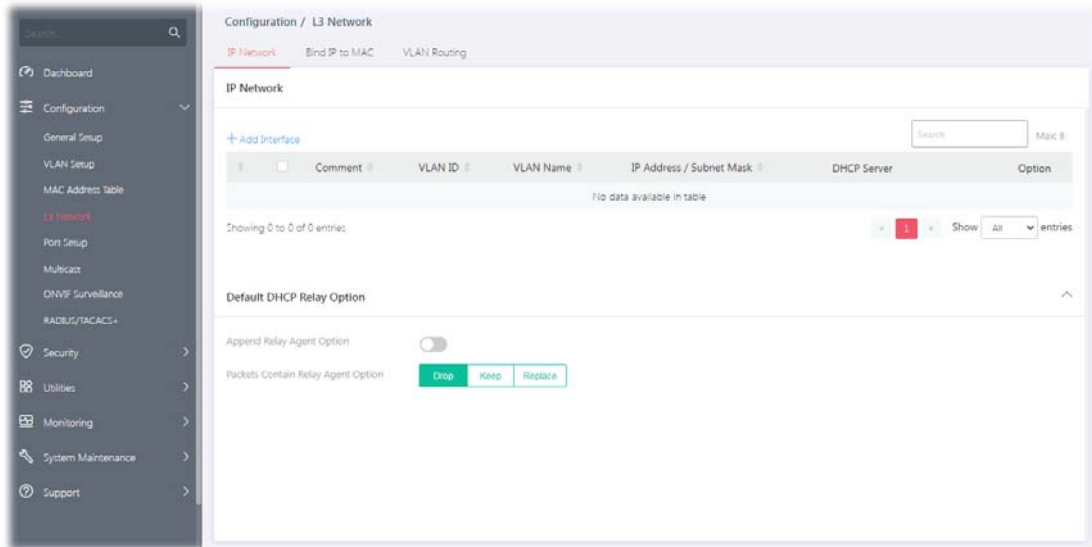 Configuration / L3 Network
Search...
IP Network Bind IP to MAC VLAN Routing
Dashboard
Configuration
General Setup
VLAN Setup
MAC Address Table
L3 Network
Port Setup
Multicast
ONVIF Surveillance
RADIUS/TACACS+
Security
Utilities
Monitoring
System Maintenance
Support
IP Network
+ Add Interface
Search
Max: 8
Comment VLAN ID VLAN Name IP Address / Subnet Mask DHCP Server Option
No data available in table
Showing 0 to 0 of 0 entries
« 1 » Show All entries
Default DHCP Relay Option
Append Relay Agent Option
Packets Contain Relay Agent Option Drop Keep Replace